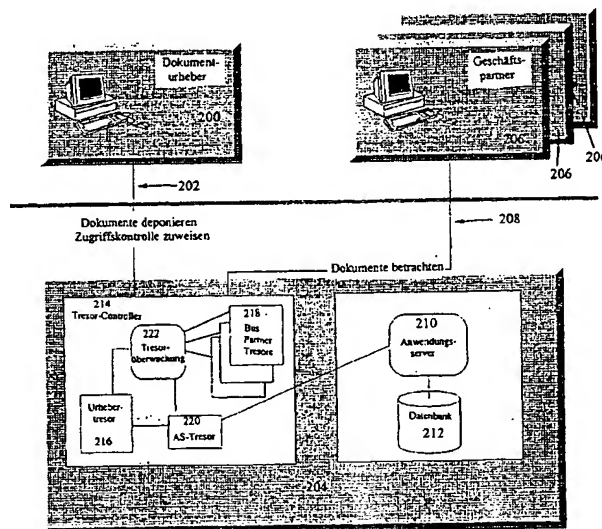 Dokument-
urheber
200
Geschäfts-
partner
206
206
206
202
208
Dokumente deponieren
Zugriffskontrolle zuweisen
Dokumente betrachten
214
Tresor-Controller
222
Tresor-
überwachung
218
Bus
Partner
Tresore
Urheber-
tresor
216
220
AS-Tresor
210
Anwendungs-
server
Datenbank
212
204